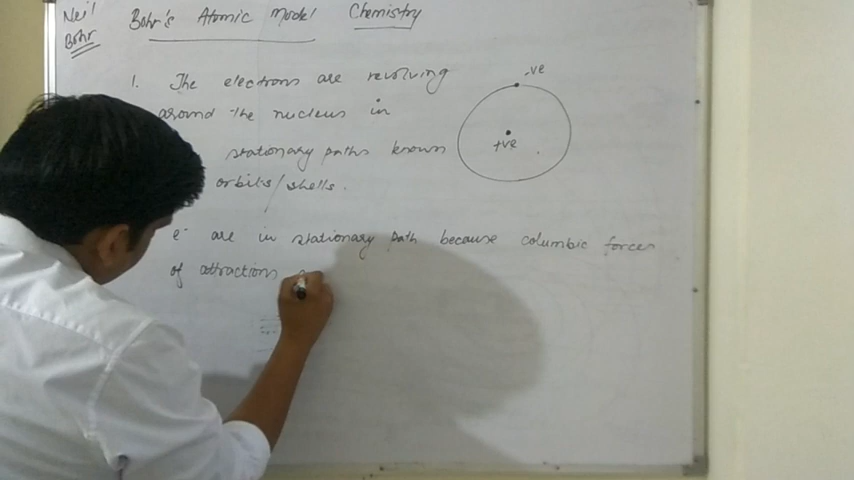 Neil
Bohr
Bohr's Atomic Model Chemistry
1. The electrons are revolving
around the nucleus in
stationary paths known
orbits/shells.
-ve
+ve
e⁻ are in stationary path because columbic forces
of attractions